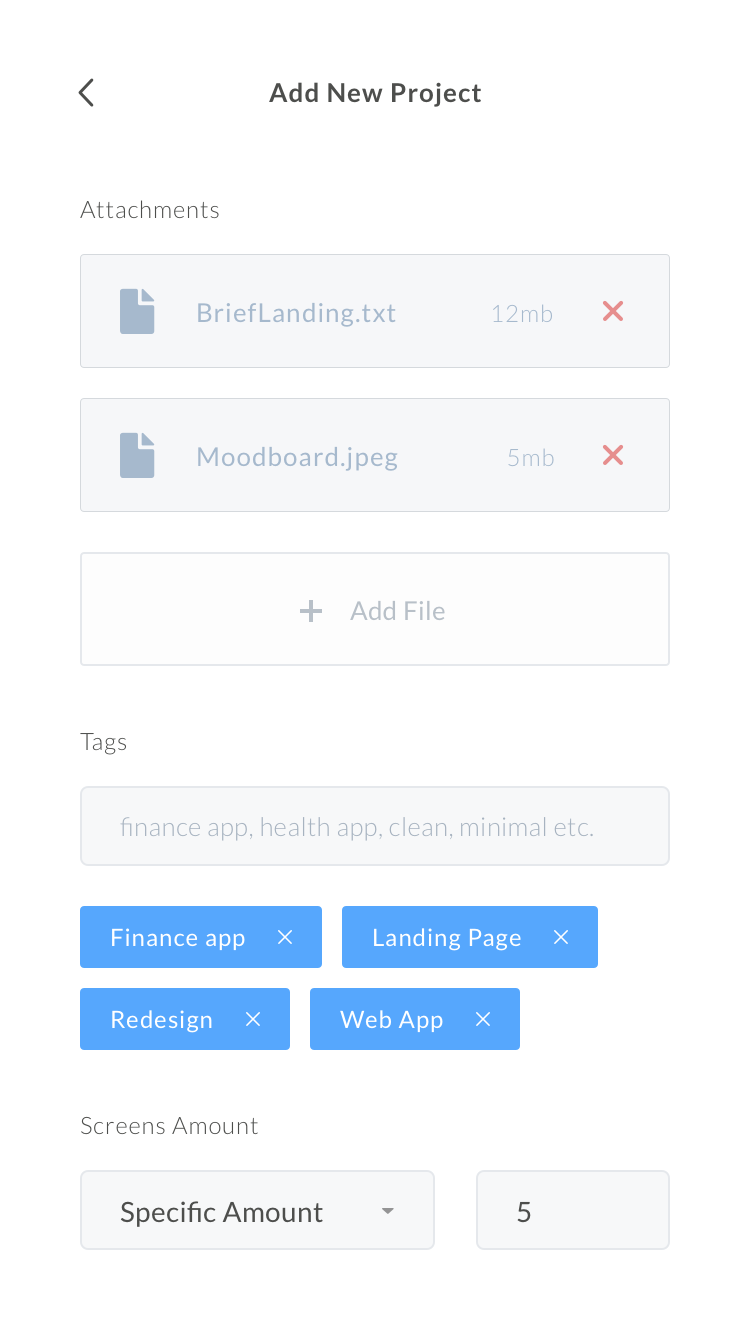 Add New Project
Attachments
BriefLanding.txt 12mb
Moodboard.jpeg 5mb
Add File
Tags
finance app, health app, clean, minimal etc.
Finance app Landing Page
Redesign Web App
Screens Amount
Specific Amount 5